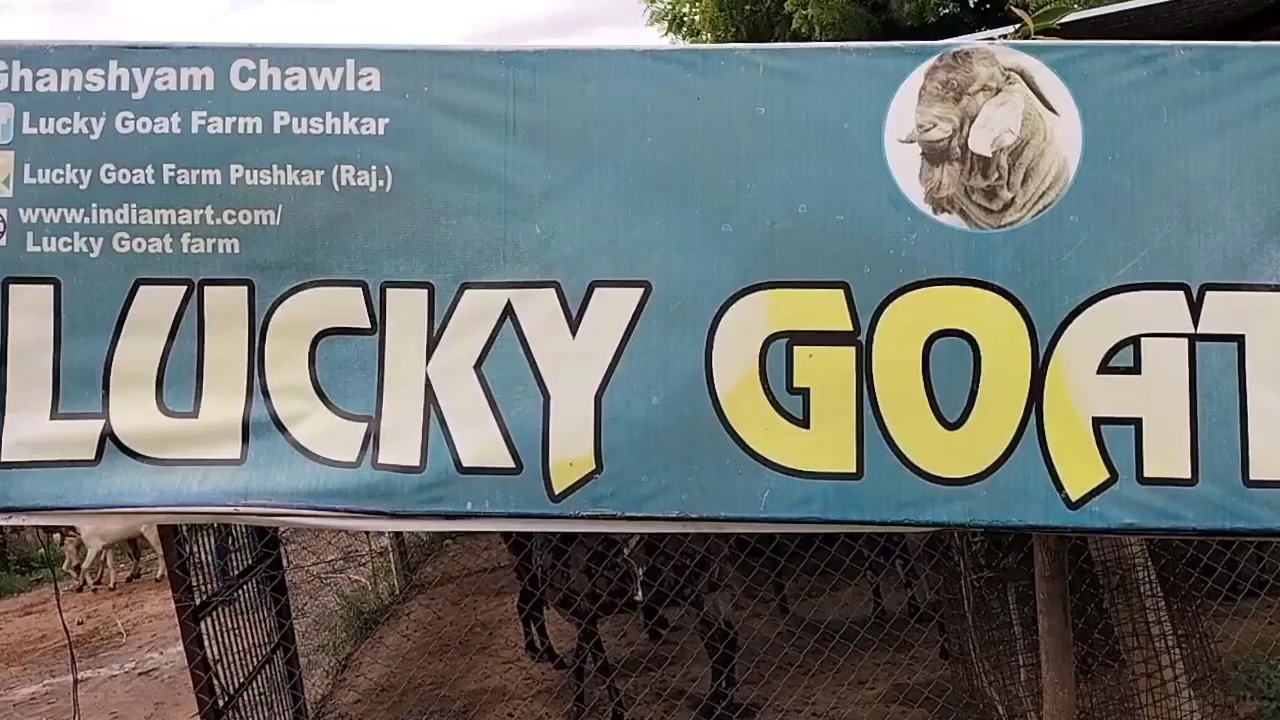 Ghanshyam Chawla
Lucky Goat Farm Pushkar
Lucky Goat Farm Pushkar (Raj.)
www.indiamart.com/
Lucky Goat farm
LUCKY GOAT